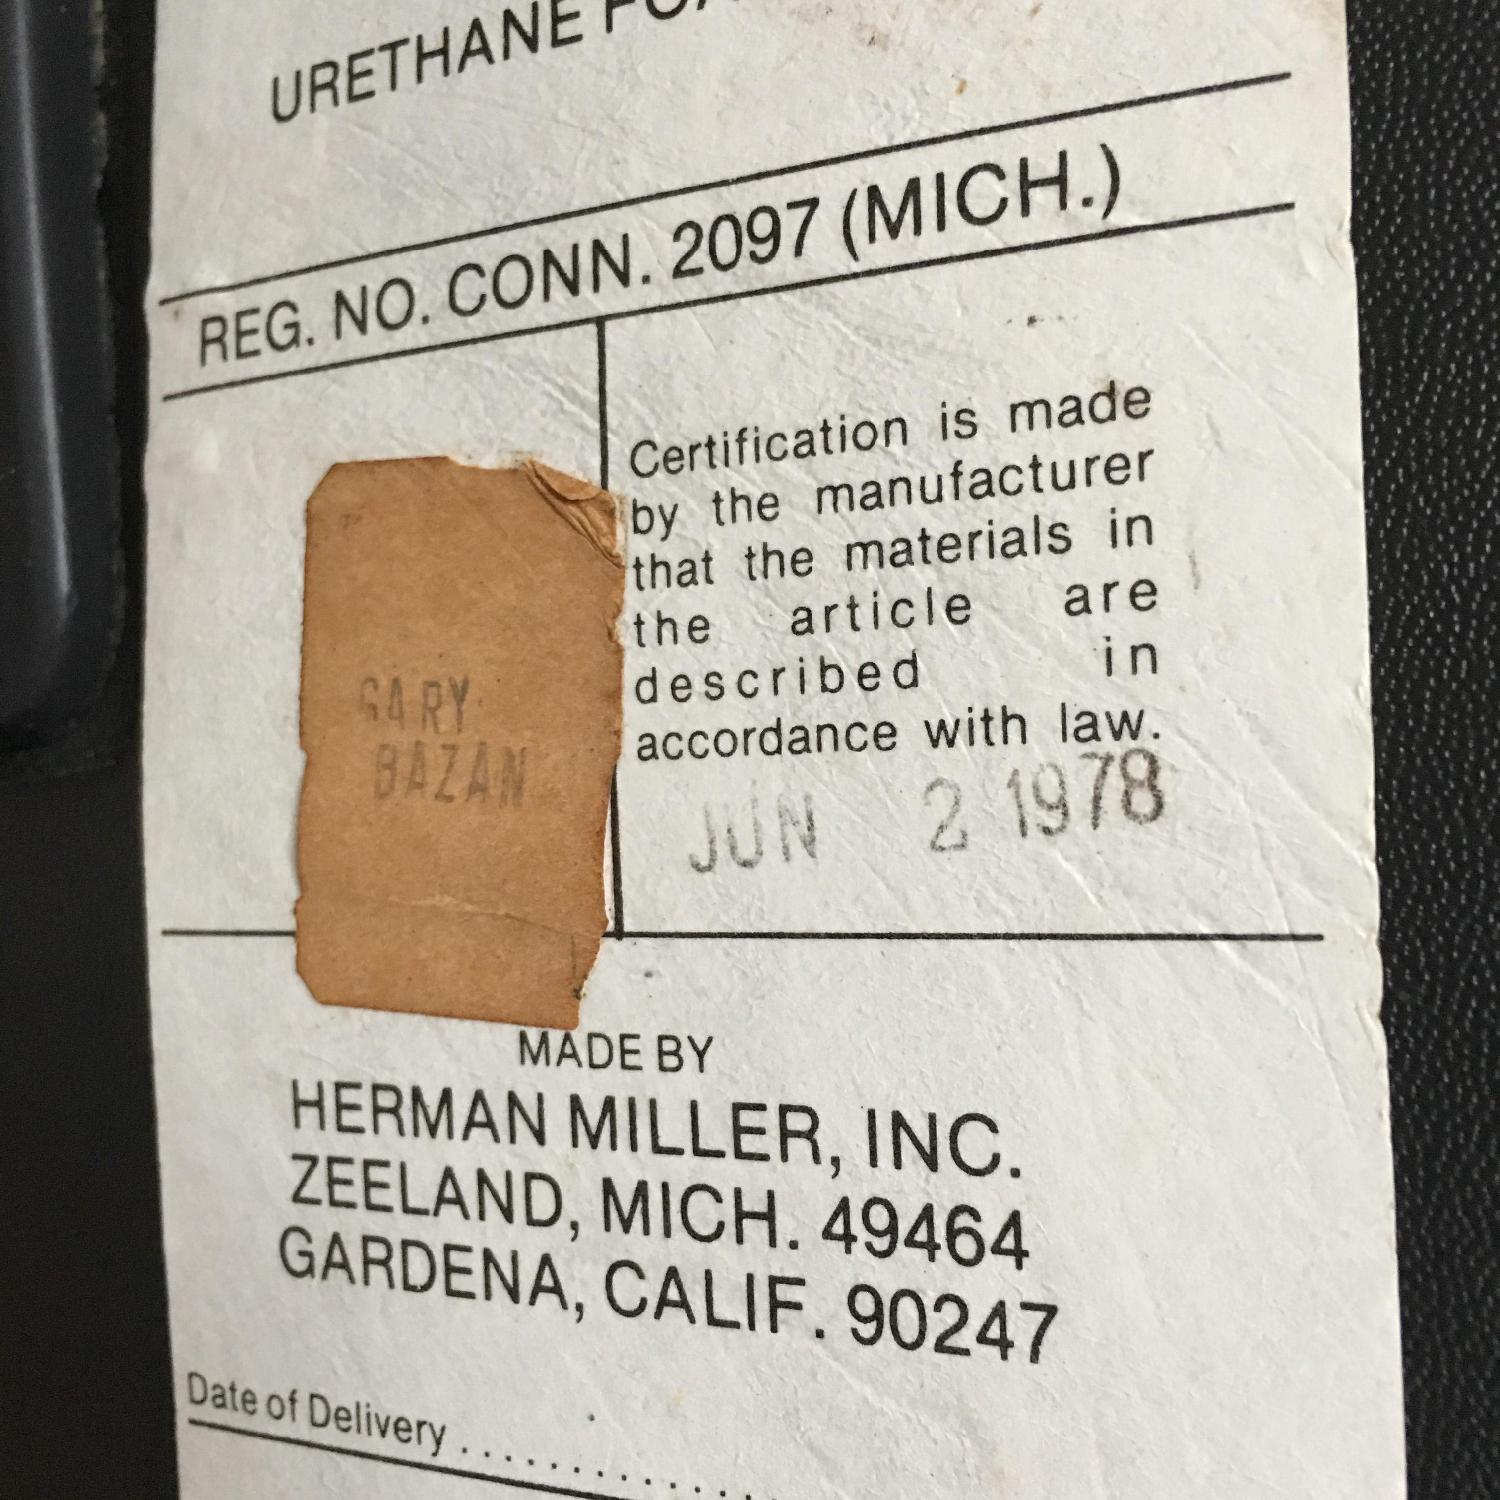 URETHANE
REG. NO. CONN. 2097 (MICH.)
Certification is made
by the manufacturer
that the materials in
the article are
described in
accordance with law.
JUN 2 1978
GARY
BAZAN
MADE BY
HERMAN MILLER, INC.
ZEELAND, MICH. 49464
GARDENA, CALIF. 90247
Date of Delivery ............